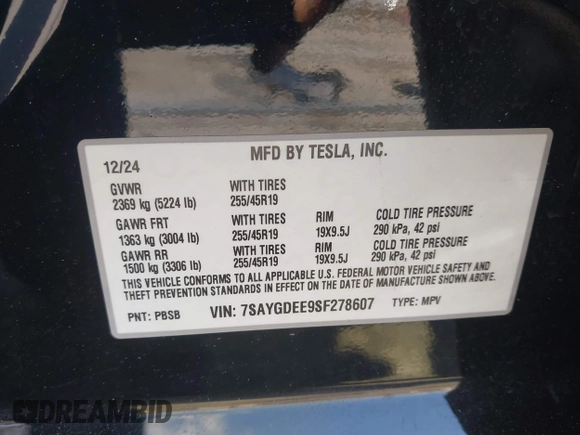 MFD BY TESLA, INC.
12/24
GVWR WITH TIRES
2369 kg (5224 lb) 255/45R19
GAWR FRT WITH TIRES RIM COLD TIRE PRESSURE
1363 kg (3004 lb) 255/45R19 19X9.5J 290 kPa, 42 psi
GAWR RR WITH TIRES RIM COLD TIRE PRESSURE
1500 kg (3306 lb) 255/45R19 19X9.5J 290 kPa, 42 psi
THIS VEHICLE CONFORMS TO ALL APPLICABLE U.S. FEDERAL MOTOR VEHICLE SAFETY AND
THEFT PREVENTION STANDARDS IN EFFECT ON THE DATE OF MANUFACTURE SHOWN ABOVE.
PNT: PBSB VIN: 7SAYGDEE9SF278607 TYPE: MPV
DREAMBID